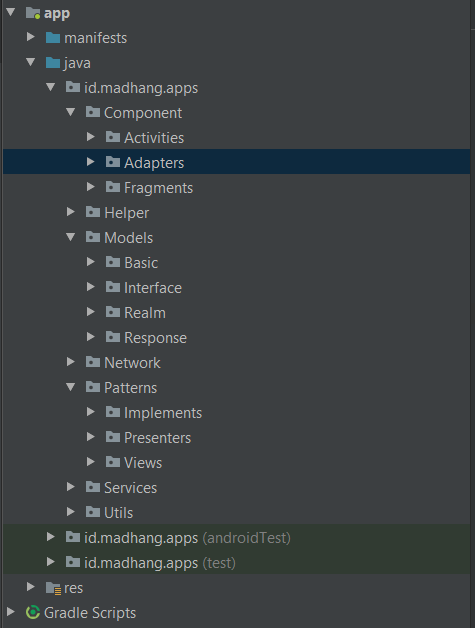 app
manifests
java
id.madhang.apps
Component
Activities
Adapters
Fragments
Helper
Models
Basic
Interface
Realm
Response
Network
Patterns
Implements
Presenters
Views
Services
Utils
id.madhang.apps (androidTest)
id.madhang.apps (test)
res
Gradle Scripts